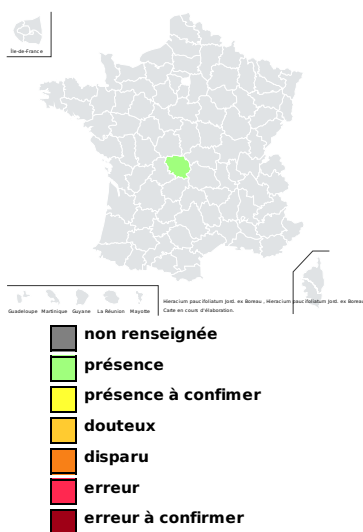 Île-de-France
Guadeloupe Martinique Guyane La Réunion Mayotte
Hieracium paucifoliatum Jord. ex Boreau , Hieracium paucifoliatum Jord. ex Boreau
Carte en cours d'élaboration.
non renseignée
présence
présence à confimer
douteux
disparu
erreur
erreur à confirmer